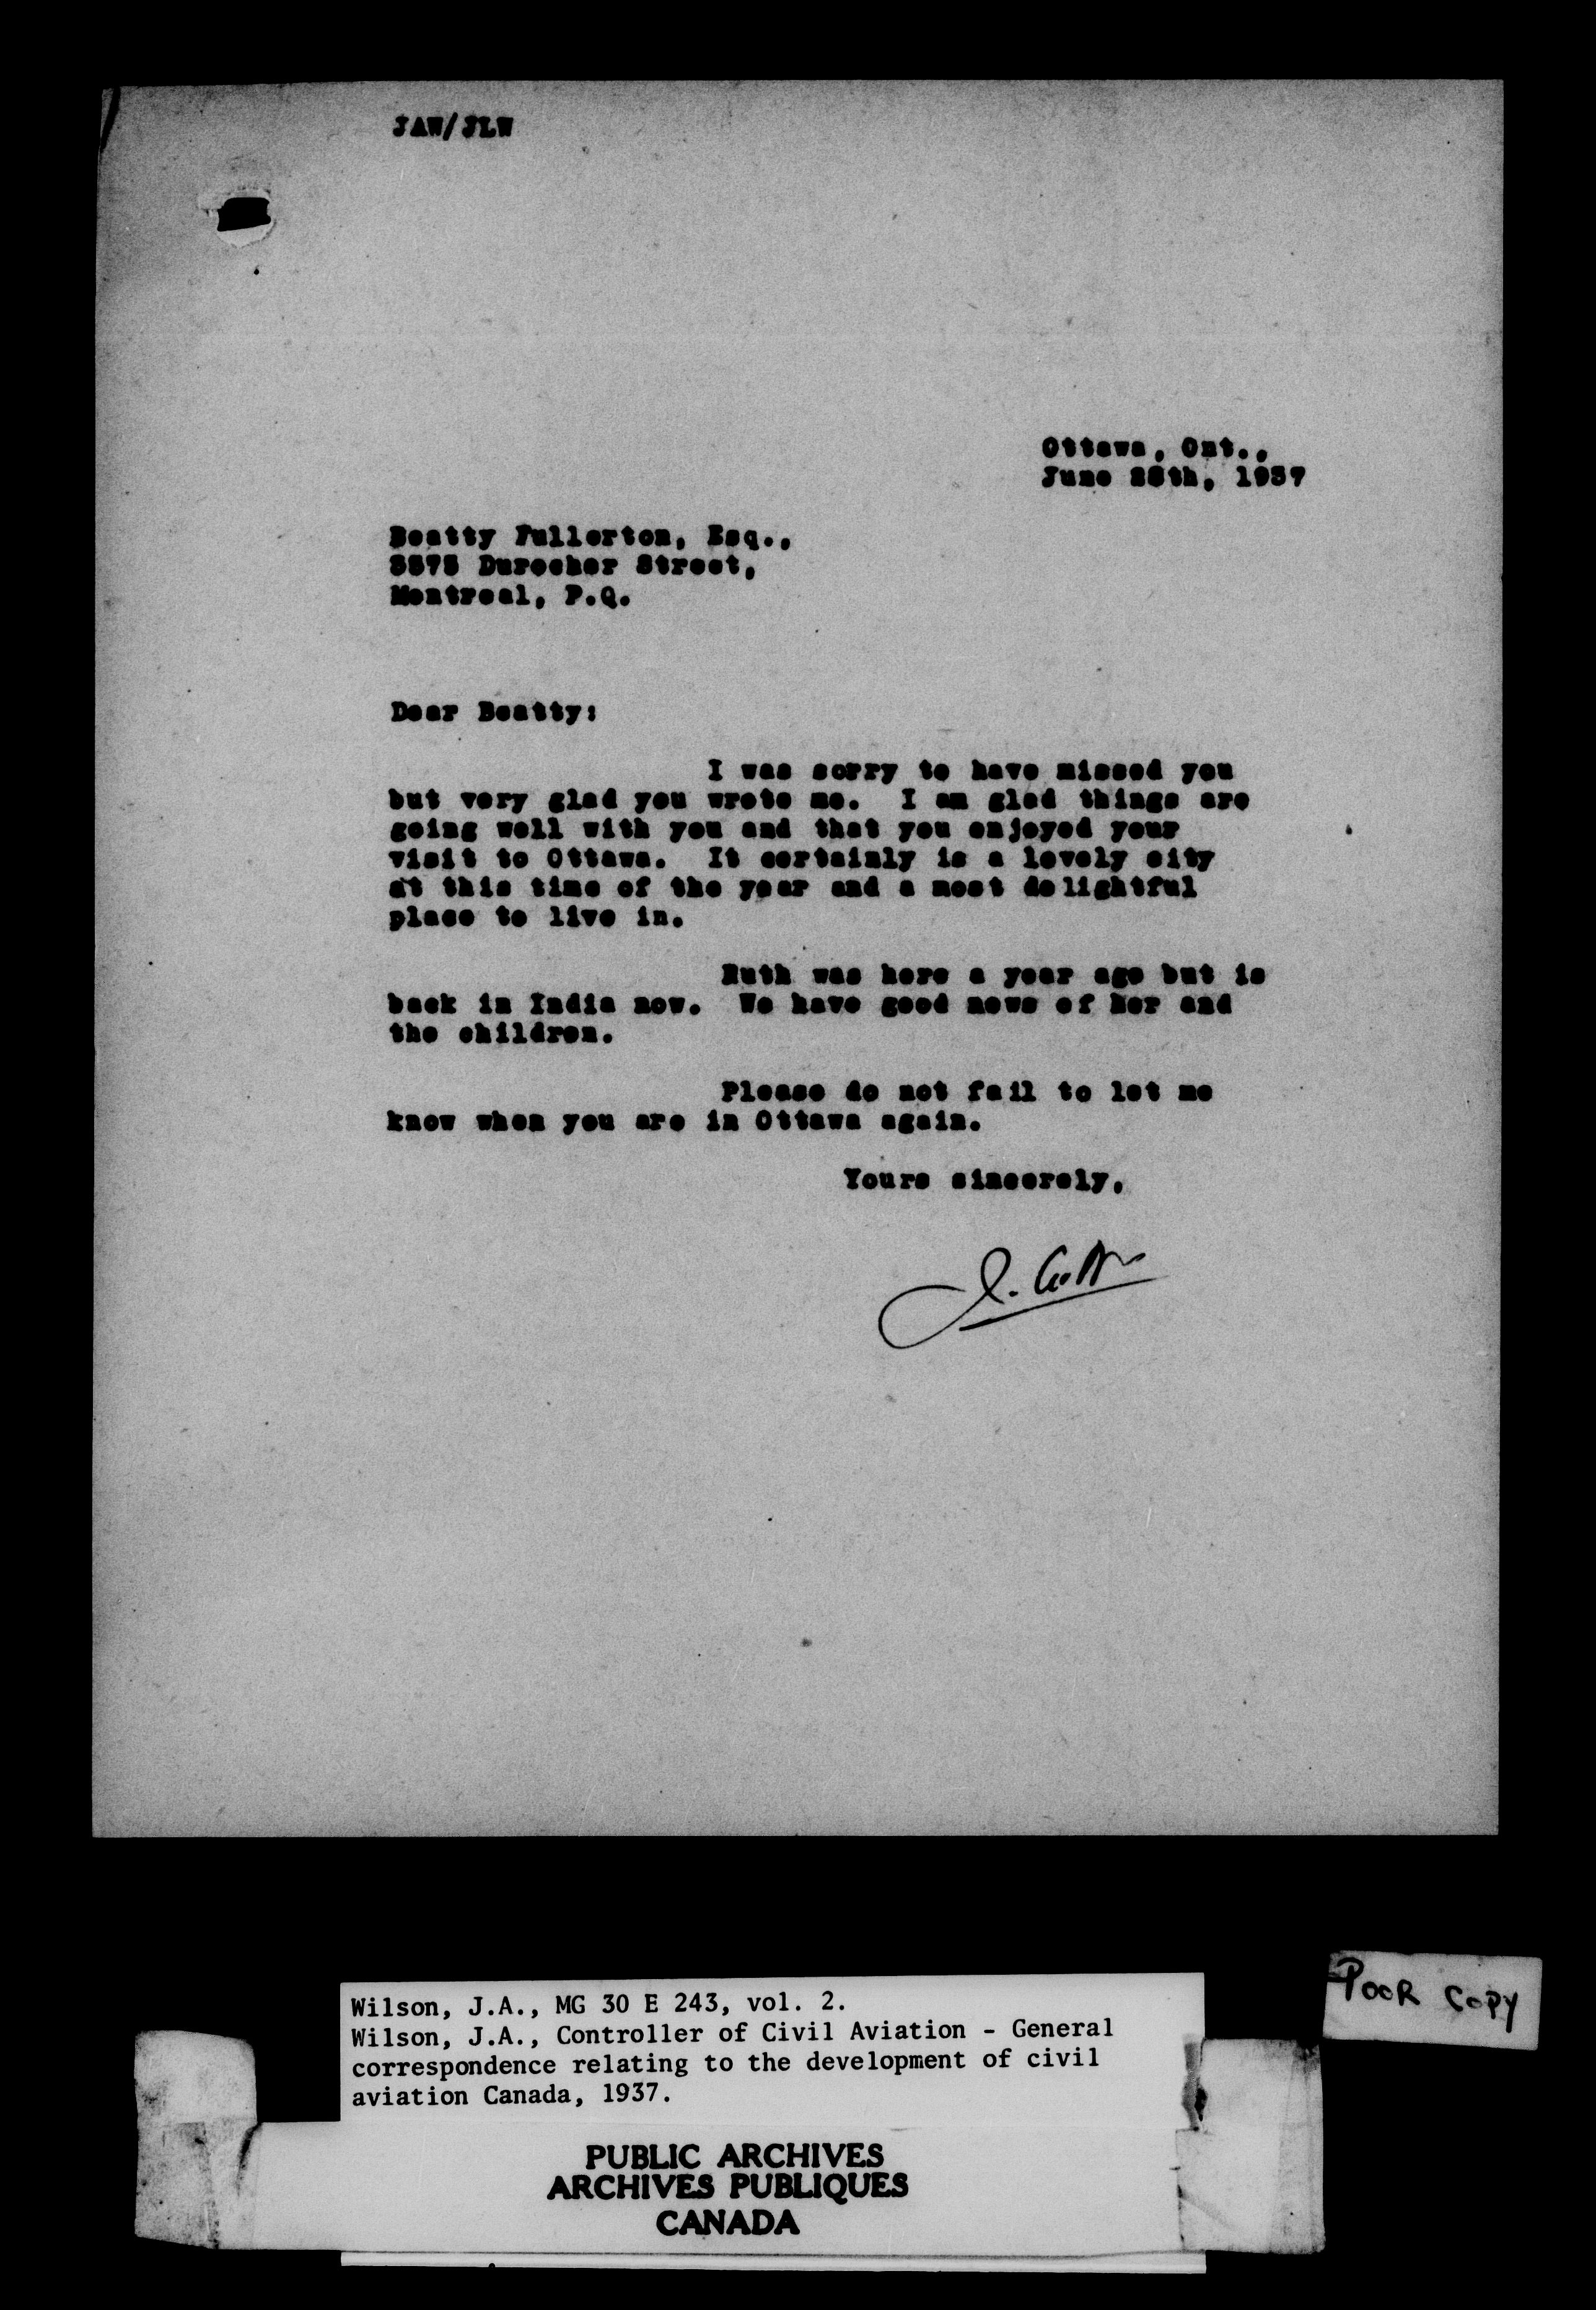 JAW/JLW
Ottawa, Ont.,
June 28th, 1937
Beatty Fullerton, Esq.,
3575 Durocher Street,
Montreal, P.Q.
Dear Beatty:
I was sorry to have missed you
but very glad you wrote me. I am glad things are
going well with you and that you enjoyed your
visit to Ottawa. It certainly is a lovely city
at this time of the year and a most delightful
place to live in.
Ruth was here a year ago but is
back in India now. We have good news of her and
the children.
Please do not fail to let me
know when you are in Ottawa again.
Yours sincerely,
Wilson, J.A., MG 30 E 243, vol. 2.
Wilson, J.A., Controller of Civil Aviation - General
correspondence relating to the development of civil
aviation Canada, 1937.
POOR COPY
PUBLIC ARCHIVES
ARCHIVES PUBLIQUES
CANADA